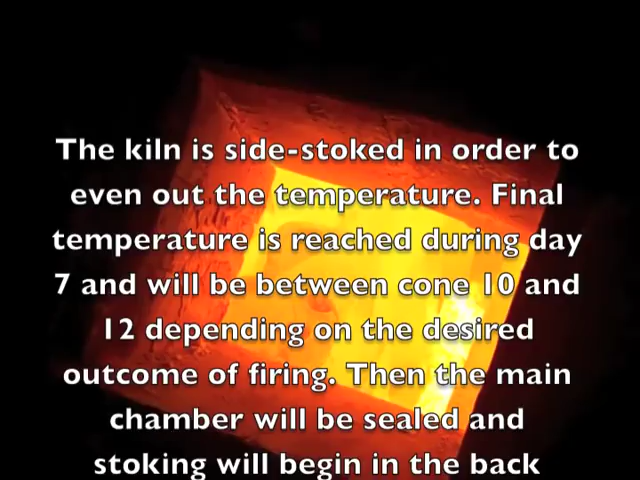 The kiln is side-stoked in order to
even out the temperature. Final
temperature is reached during day
7 and will be between cone 10 and
12 depending on the desired
outcome of firing. Then the main
chamber will be sealed and
stoking will begin in the back